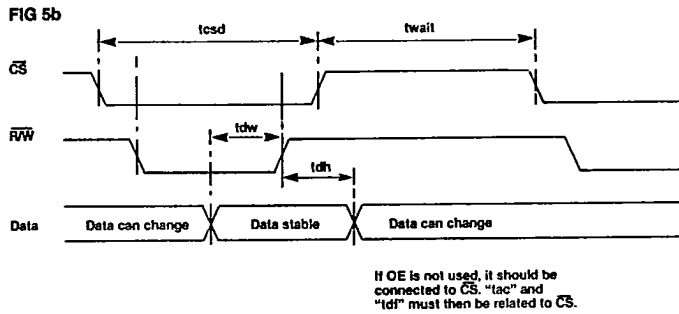 FIG 5b
tcsd
twait
CS
tdw
R/W
tdh
Data
Data can change
Data stable
Data can change
If OE is not used, it should be
connected to CS. "tac" and
"tdf" must then be related to CS.